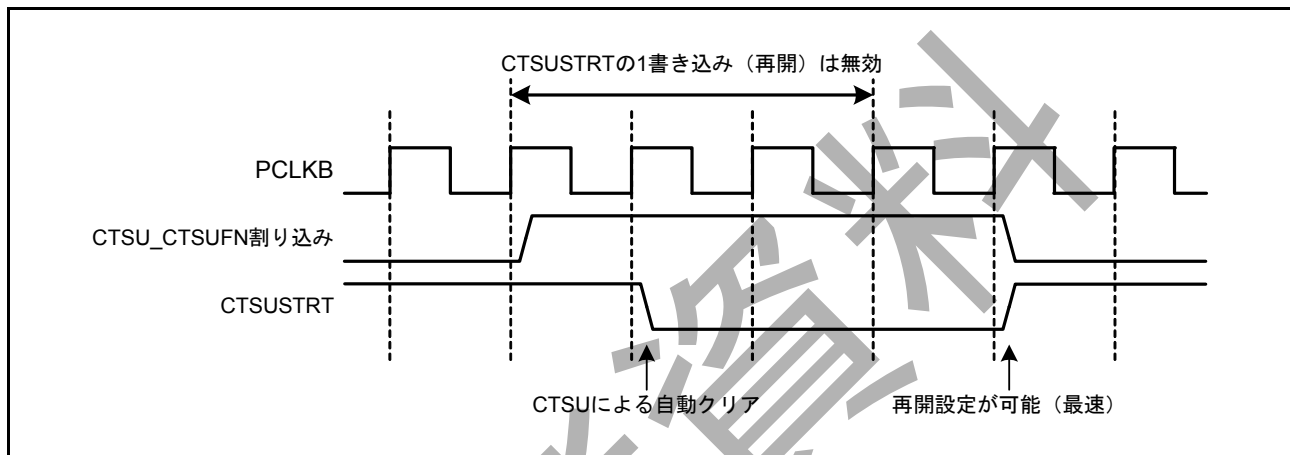 CTSUSTRTの1書き込み（再開）は無効
PCLKB
CTSU_CTSUFN割り込み
CTSUSTRT
CTSUによる自動クリア
再開設定が可能（最速）
資料